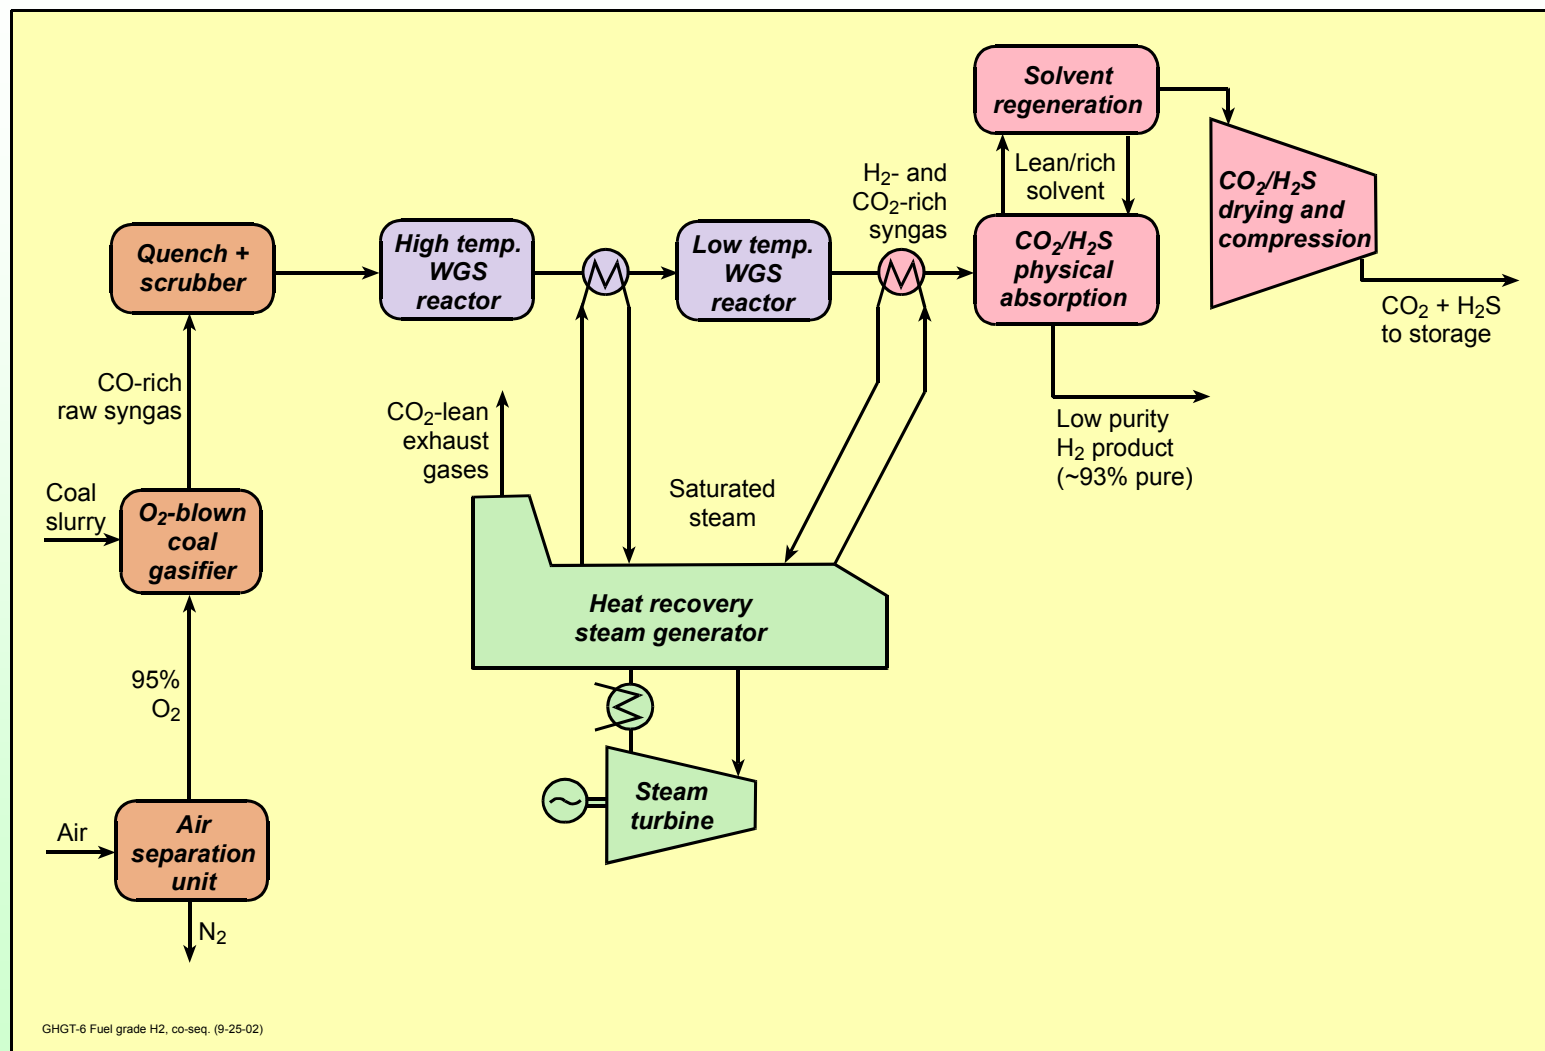 Solvent
regeneration
Lean/rich
solvent
H₂- and
CO₂-rich
syngas
CO₂/H₂S
drying and
compression
Quench +
scrubber
High temp.
WGS
reactor
Low temp.
WGS
reactor
CO₂/H₂S
physical
absorption
CO₂ + H₂S
to storage
CO-rich
raw syngas
CO₂-lean
exhaust
gases
Low purity
H₂ product
(~93% pure)
Coal
slurry
O₂-blown
coal
gasifier
Saturated
steam
Heat recovery
steam generator
95%
O₂
Steam
turbine
Air
Air
separation
unit
N₂
GHGT-6 Fuel grade H2, co-seq. (9-25-02)